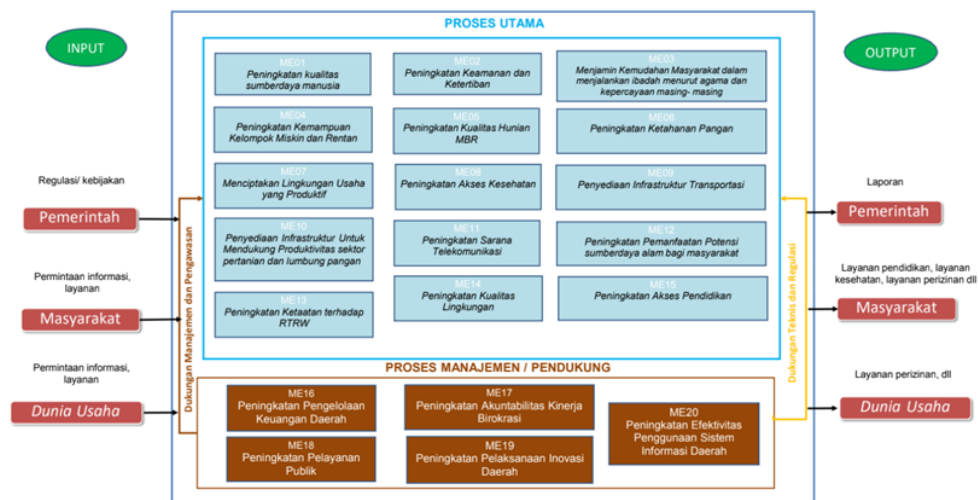 PROSES UTAMA
INPUT
OUTPUT
ME01
Peningkatan kualitas
sumberdaya manusia
ME02
Peningkatan Keamanan dan
Ketertiban
ME03
Menjamin Kemudahan Masyarakat dalam
menjalankan ibadah menurut agama dan
kepercayaan masing- masing
ME04
Peningkatan Kemampuan
Kelompok Miskin dan Rentan
ME05
Peningkatan Kualitas Hunian
MBR
ME06
Peningkatan Ketahanan Pangan
ME07
Menciptakan Lingkungan Usaha
yang Produktif
ME08
Peningkatan Akses Kesehatan
ME09
Penyediaan Infrastruktur Transportasi
ME10
Penyediaan Infrastruktur Untuk
Mendukung Produktivitas sektor
pertanian dan lumbung pangan
ME11
Peningkatan Sarana
Telekomunikasi
ME12
Peningkatan Pemanfaatan Potensi
sumberdaya alam bagi masyarakat
ME13
Peningkatan Ketaatan terhadap
RTRW
ME14
Peningkatan Kualitas
Lingkungan
ME15
Peningkatan Akses Pendidikan
Regulasi/ kebijakan
Pemerintah
Permintaan informasi,
layanan
Masyarakat
Permintaan informasi,
layanan
Dunia Usaha
Dukungan Manajemen dan Pengawasan
Dukungan Teknis dan Regulasi
Laporan
Pemerintah
Layanan pendidikan, layanan
kesehatan, layanan perizinan dll
Masyarakat
Layanan perizinan, dll
Dunia Usaha
PROSES MANAJEMEN / PENDUKUNG
ME16
Peningkatan Pengelolaan
Keuangan Daerah
ME17
Peningkatan Akuntabilitas Kinerja
Birokrasi
ME18
Peningkatan Pelayanan
Publik
ME19
Peningkatan Pelaksanaan Inovasi
Daerah
ME20
Peningkatan Efektivitas
Penggunaan Sistem
Informasi Daerah